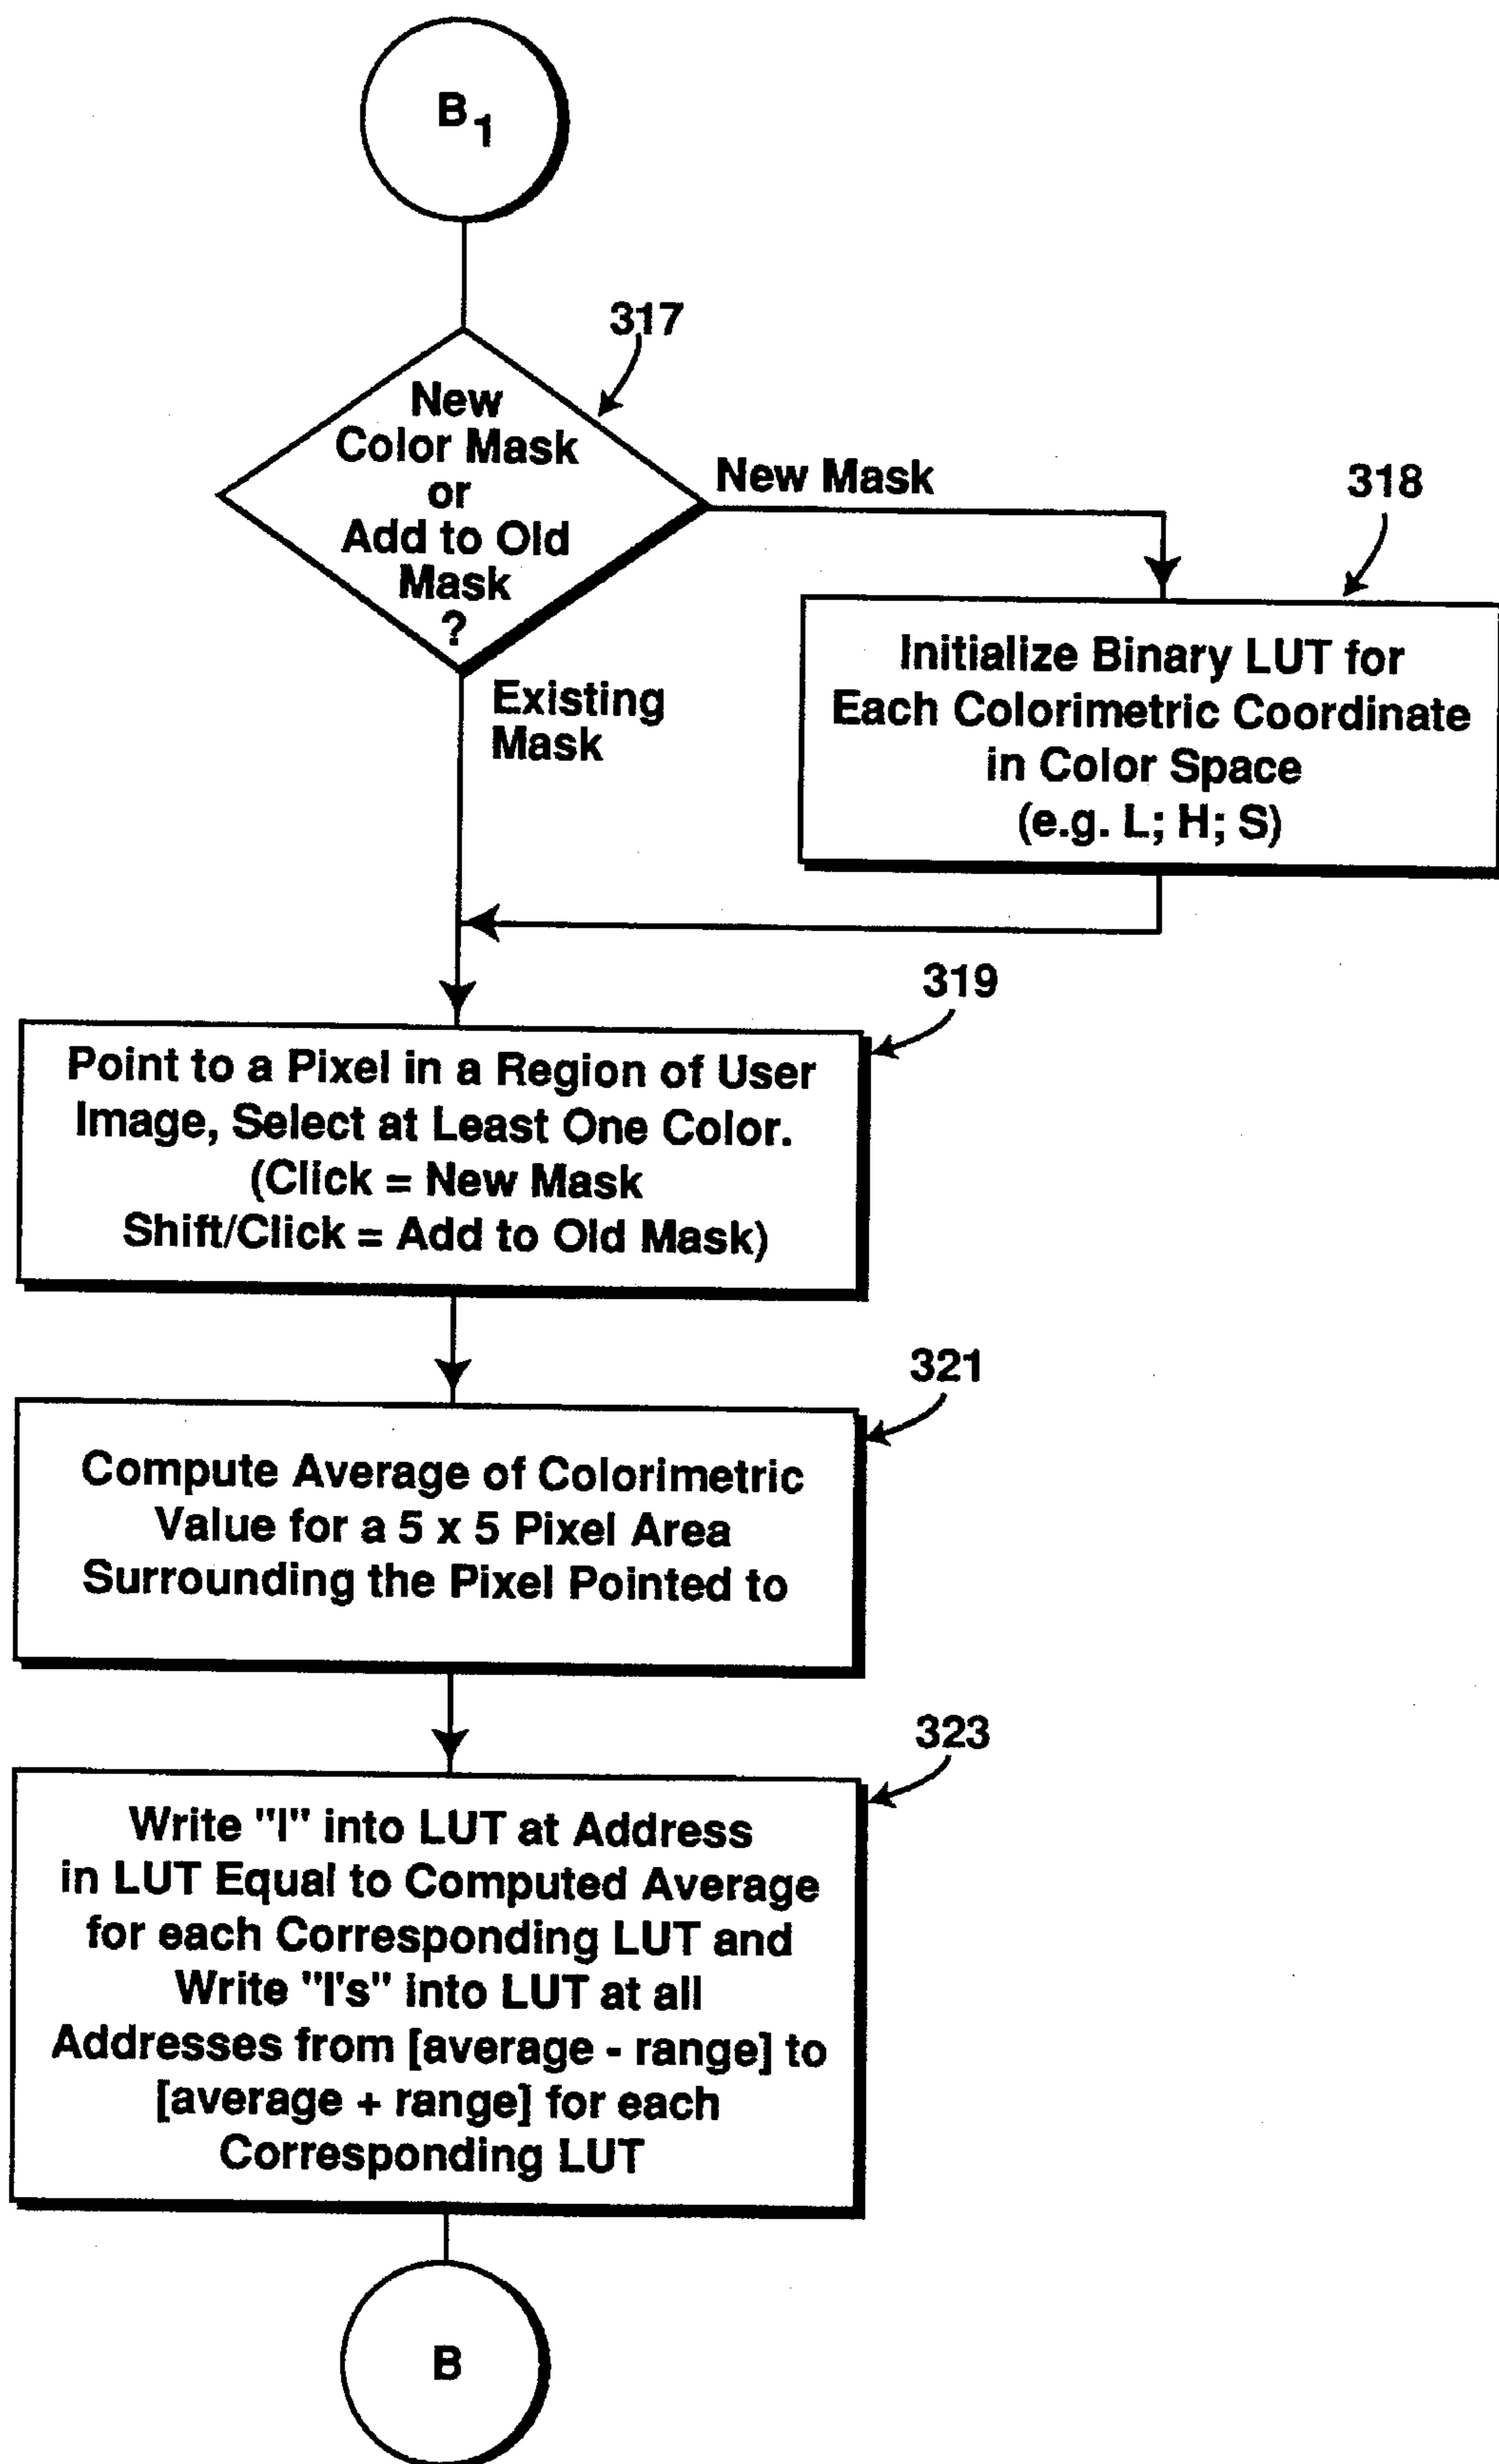 B1
317
New
Color Mask
or
Add to Old
Mask
?
New Mask
318
Initialize Binary LUT for
Each Colorimetric Coordinate
in Color Space
(e.g. L; H; S)
Existing
Mask
319
Point to a Pixel in a Region of User
Image, Select at Least One Color.
(Click = New Mask
Shift/Click = Add to Old Mask)
321
Compute Average of Colorimetric
Value for a 5 x 5 Pixel Area
Surrounding the Pixel Pointed to
323
Write "I" into LUT at Address
in LUT Equal to Computed Average
for each Corresponding LUT and
Write "I's" into LUT at all
Addresses from [average - range] to
[average + range] for each
Corresponding LUT
B